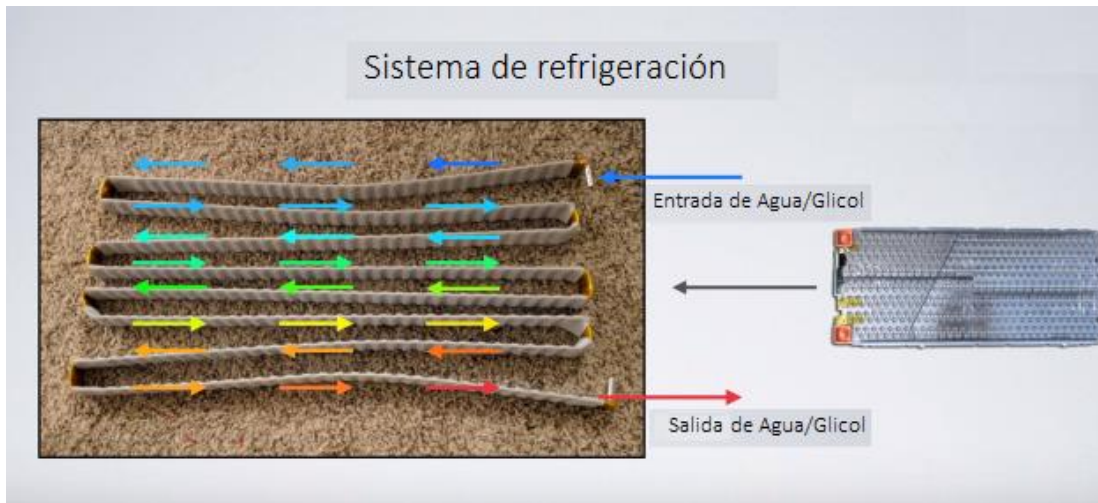 Sistema de refrigeración
Entrada de Agua/Glicol
Salida de Agua/Glicol